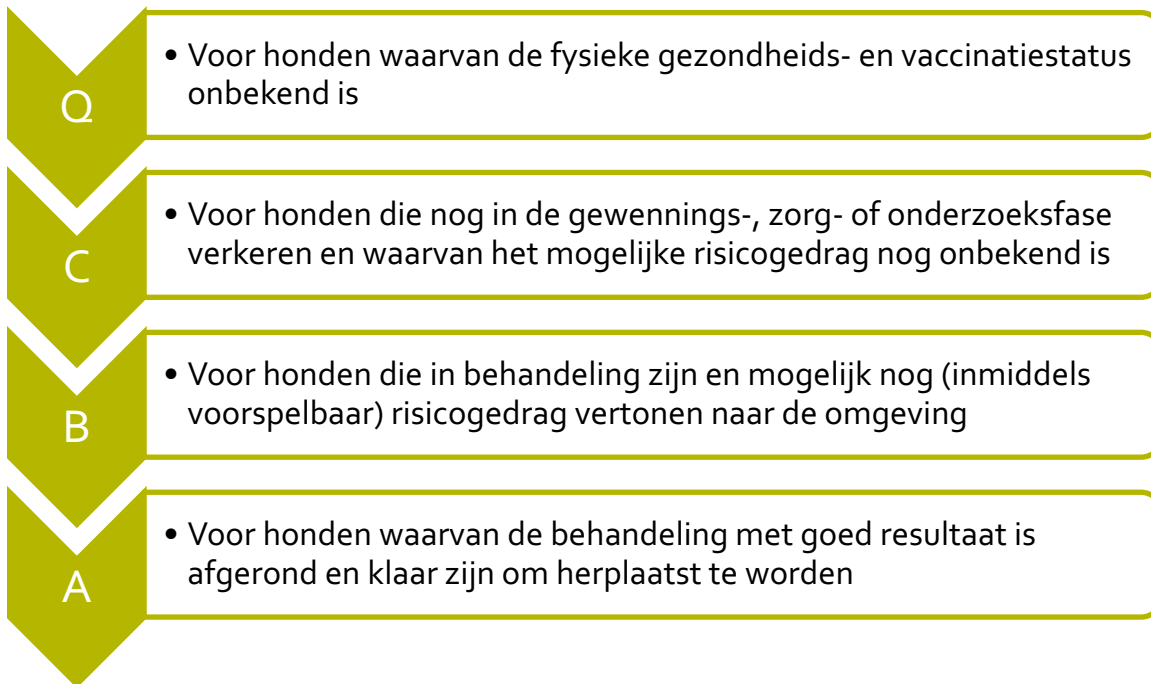 Q
• Voor honden waarvan de fysieke gezondheids- en vaccinatiestatus
onbekend is
C
• Voor honden die nog in de gewennings-, zorg- of onderzoeksfase
verkeren en waarvan het mogelijke risicogedrag nog onbekend is
B
• Voor honden die in behandeling zijn en mogelijk nog (inmiddels
voorspelbaar) risicogedrag vertonen naar de omgeving
A
• Voor honden waarvan de behandeling met goed resultaat is
afgerond en klaar zijn om herplaatst te worden